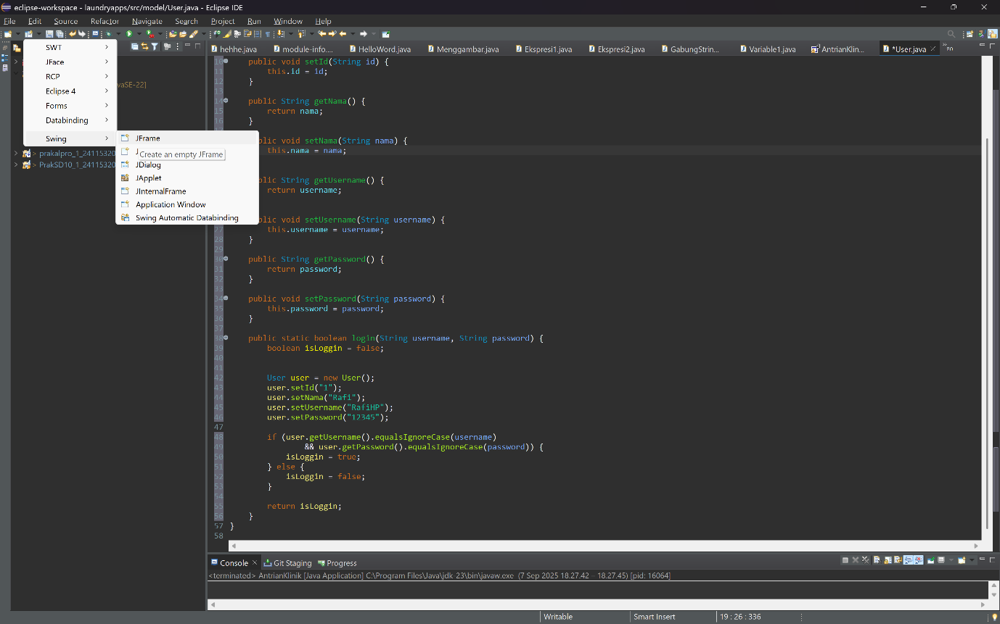 eclipse-workspace - laundryapps/src/model/User.java - Eclipse IDE
File Edit Source Refactor Navigate Search Project Run Window Help
hehhe.java module-info.... HelloWord.java Menggambar.java Ekspresi1.java Ekspresi2.java GabungStrin... Variable1.java AntrianKlin... *User.java
SWT
JFace
RCP
Eclipse 4
Forms
Databinding
Swing
vaSE-22]
> prakalpro_1_24115320
> PrakSD10_1_24115320
JFrame
Create an empty JFrame
JDialog
JApplet
JInternalFrame
Application Window
Swing Automatic Databinding
10 public void setId(String id) {
11 this.id = id;
12 }
13
14 public String getNama() {
15 return nama;
16 }
blic void setNama(String nama) {
this.nama = nama;
blic String getUsername() {
return username;
blic void setUsername(String username) {
27 this.username = username;
28 }
29
30 public String getPassword() {
31 return password;
32 }
33
34 public void setPassword(String password) {
35 this.password = password;
36 }
37
38 public static boolean login(String username, String password) {
39 boolean isLoggin = false;
40
41
42 User user = new User();
43 user.setId("1");
44 user.setNama("Rafi");
45 user.setUsername("RafiHP");
46 user.setPassword("12345");
47
48 if (user.getUsername().equalsIgnoreCase(username)
49 && user.getPassword().equalsIgnoreCase(password)) {
50 isLoggin = true;
51 } else {
52 isLoggin = false;
53 }
54
55 return isLoggin;
56 }
57 }
58
Console Git Staging Progress
<terminated> AntrianKlinik [Java Application] C:\Program Files\Java\jdk-23\bin\javaw.exe (7 Sep 2025 18.27.42 – 18.27.45) [pid: 16064]
Writable Smart Insert 19 : 26 : 336